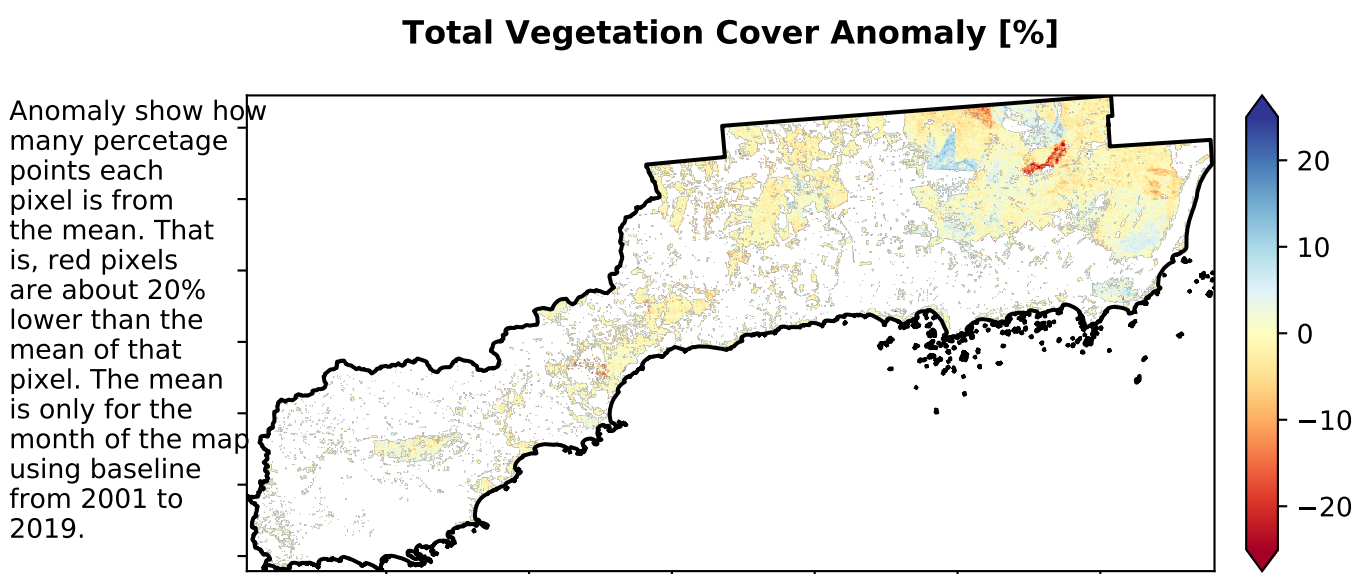 Total Vegetation Cover Anomaly [%]
Anomaly show how
many percetage
points each
pixel is from
the mean. That
is, red pixels
are about 20%
lower than the
mean of that
pixel. The mean
is only for the
month of the map
using baseline
from 2001 to
2019.
20
10
0
−10
−20